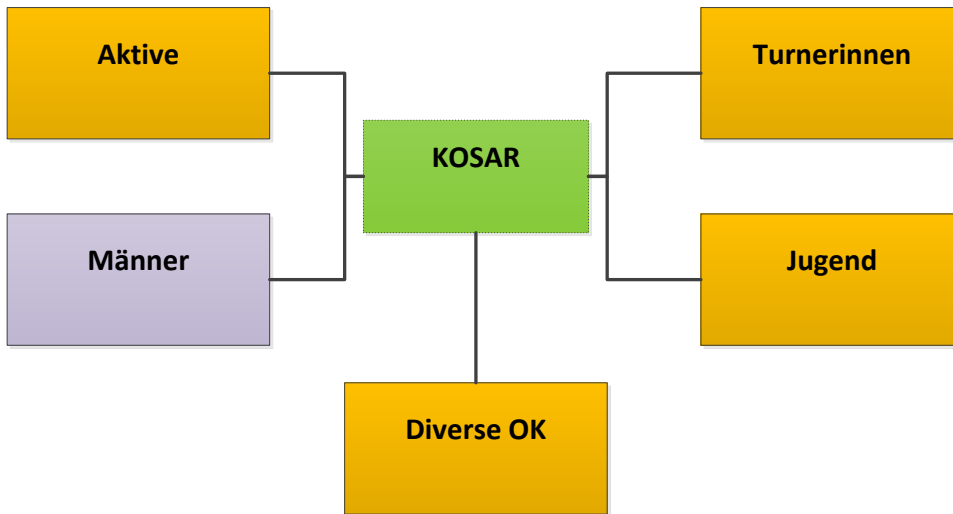 Aktive
Turnerinnen
KOSAR
Männer
Jugend
Diverse OK